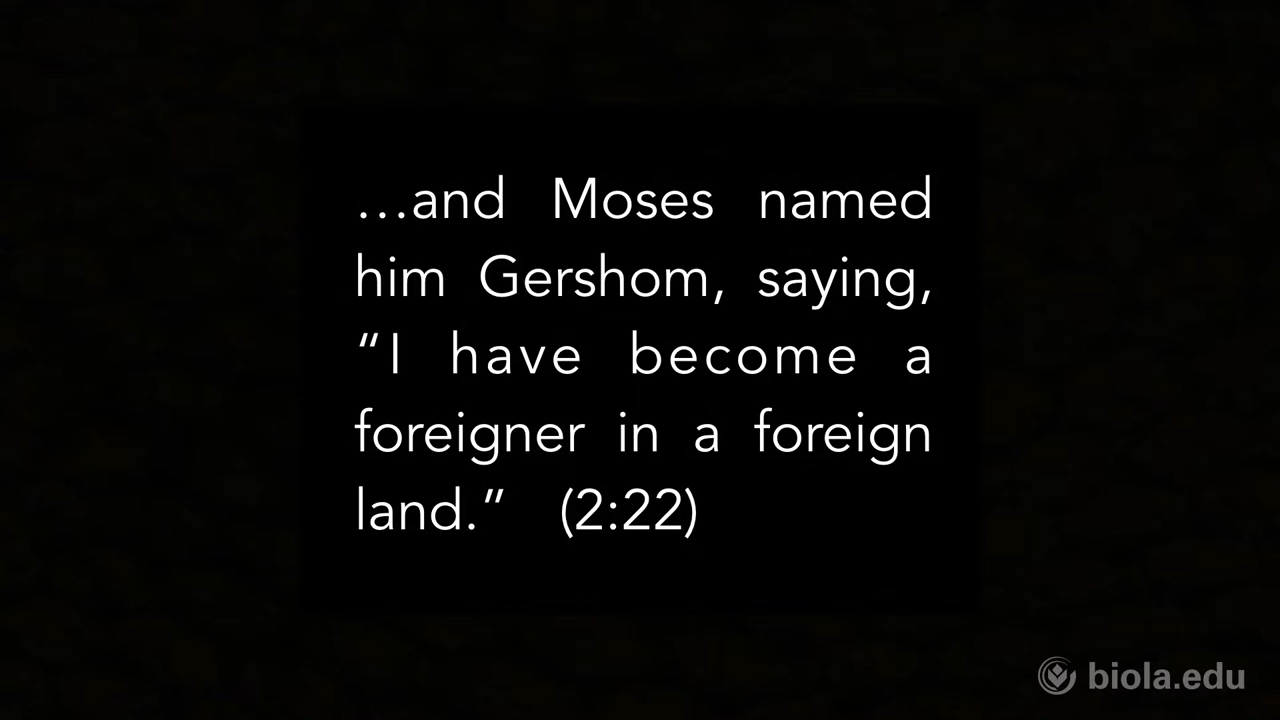 …and Moses named
him Gershom, saying,
“I have become a
foreigner in a foreign
land.” (2:22)
biola.edu